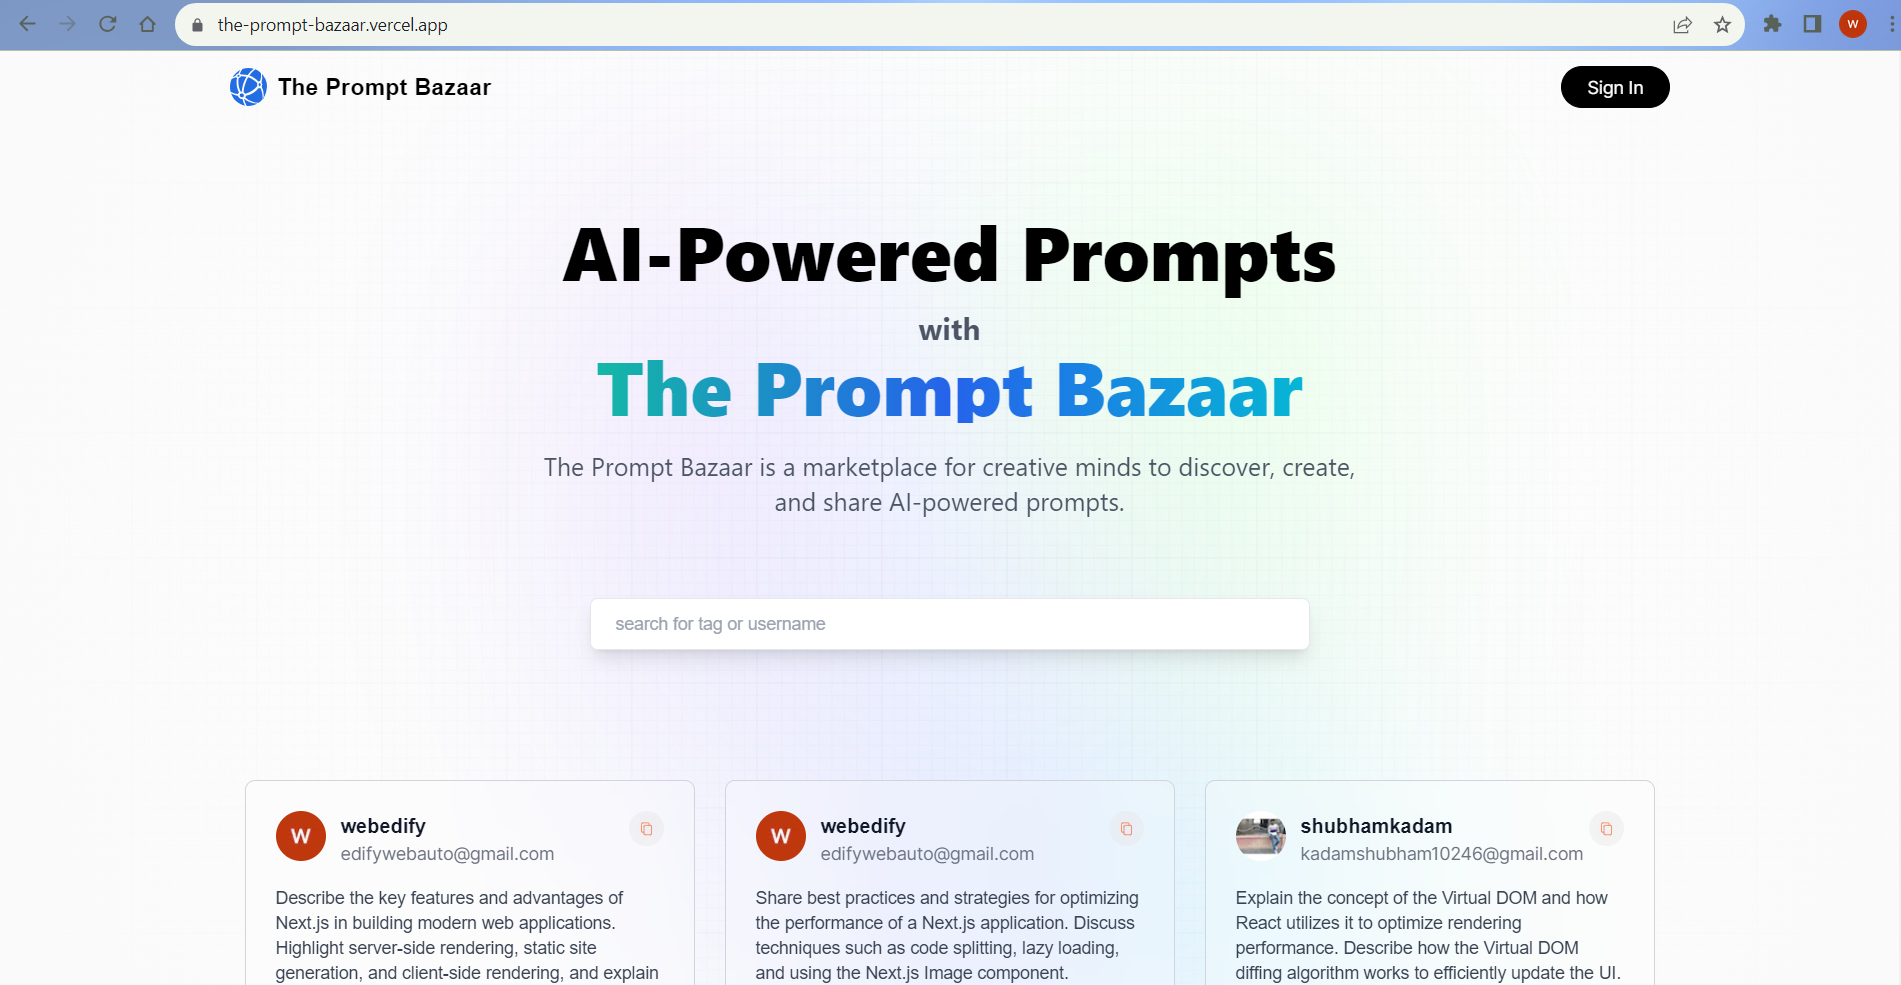 the-prompt-bazaar.vercel.app
W
The Prompt Bazaar
Sign In
AI-Powered Prompts
with
The Prompt Bazaar
The Prompt Bazaar is a marketplace for creative minds to discover, create,
and share AI-powered prompts.
search for tag or username
W
webedify
edifywebauto@gmail.com
Describe the key features and advantages of
Next.js in building modern web applications.
Highlight server-side rendering, static site
generation, and client-side rendering, and explain
W
webedify
edifywebauto@gmail.com
Share best practices and strategies for optimizing
the performance of a Next.js application. Discuss
techniques such as code splitting, lazy loading,
and using the Next.js Image component.
shubhamkadam
kadamshubham10246@gmail.com
Explain the concept of the Virtual DOM and how
React utilizes it to optimize rendering
performance. Describe how the Virtual DOM
diffing algorithm works to efficiently update the UI.